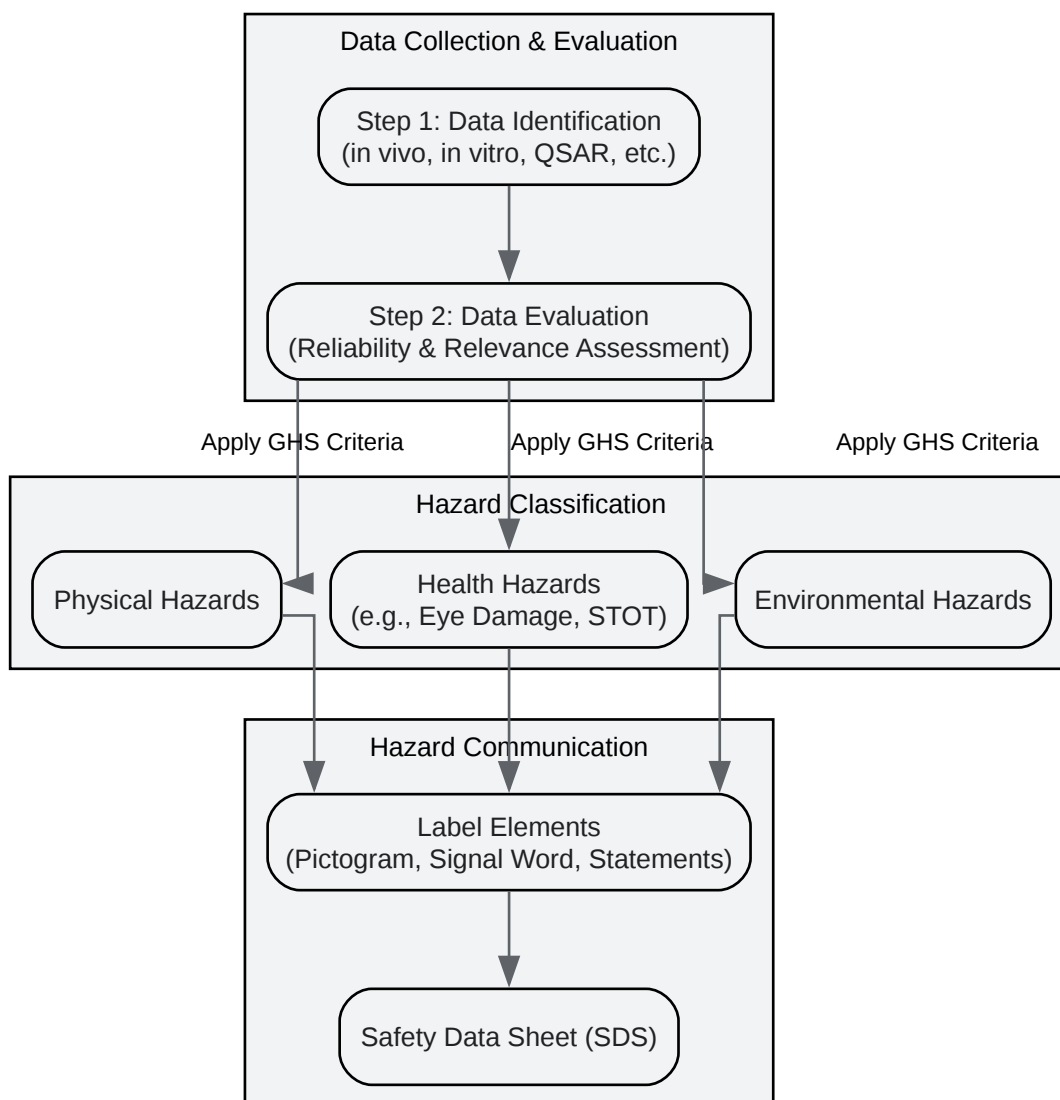 Data Collection & Evaluation
Step 1: Data Identification
(in vivo, in vitro, QSAR, etc.)
Step 2: Data Evaluation
(Reliability & Relevance Assessment)
Apply GHS Criteria
Apply GHS Criteria
Apply GHS Criteria
Hazard Classification
Physical Hazards
Health Hazards
(e.g., Eye Damage, STOT)
Environmental Hazards
Hazard Communication
Label Elements
(Pictogram, Signal Word, Statements)
Safety Data Sheet (SDS)